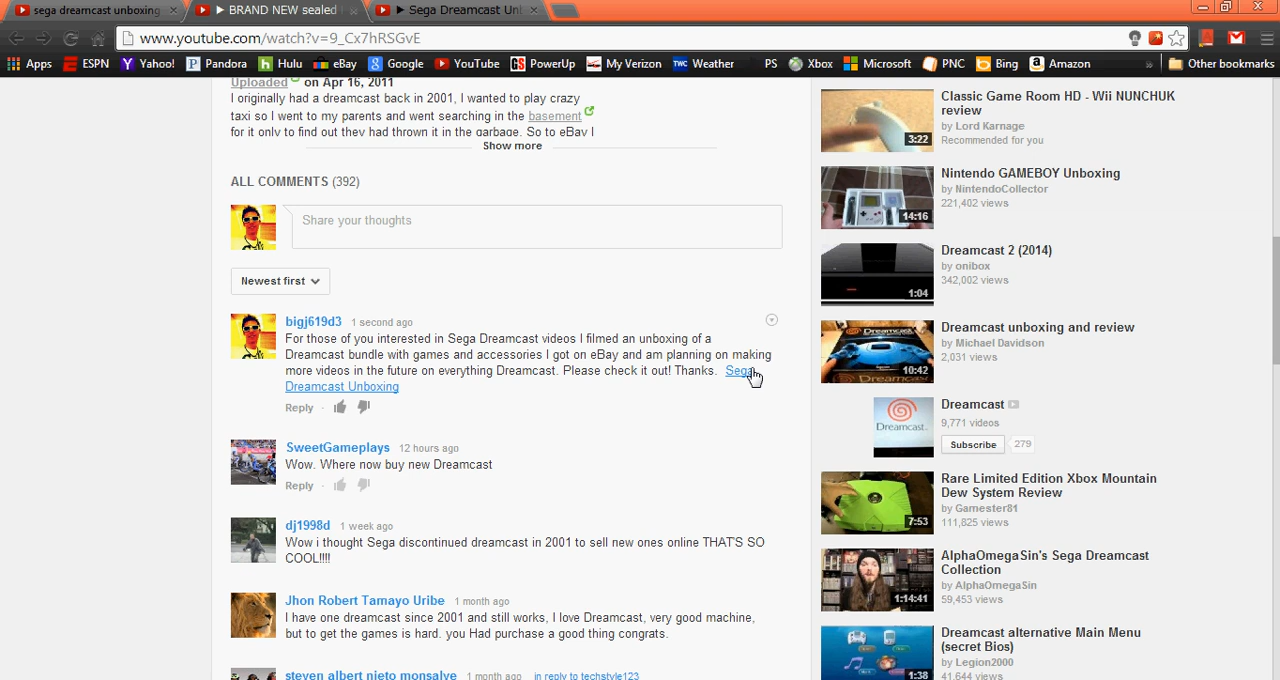 sega dreamcast unboxing
▶ BRAND NEW sealed
▶ Sega Dreamcast Un
www.youtube.com/watch?v=9_Cx7hRSGvE
Apps ESPN Yahoo! Pandora Hulu eBay Google YouTube PowerUp My Verizon Weather PS Xbox Microsoft PNC Bing Amazon » Other bookmarks
Uploaded on Apr 16, 2011
I originally had a dreamcast back in 2001, I wanted to play crazy
taxi so I went to my parents and went searching in the basement
for it only to find out they had thrown it in the garbage. So to eBay I
Show more
ALL COMMENTS (392)
Share your thoughts
Newest first
bigj619d3 1 second ago
For those of you interested in Sega Dreamcast videos I filmed an unboxing of a
Dreamcast bundle with games and accessories I got on eBay and am planning on making
more videos in the future on everything Dreamcast. Please check it out! Thanks. Sega
Dreamcast Unboxing
Reply ·
SweetGameplays 12 hours ago
Wow. Where now buy new Dreamcast
Reply ·
dj1998d 1 week ago
Wow i thought Sega discontinued dreamcast in 2001 to sell new ones online THAT'S SO
COOL!!!!
Jhon Robert Tamayo Uribe 1 month ago
I have one dreamcast since 2001 and still works, I love Dreamcast, very good machine,
but to get the games is hard. you Had purchase a good thing congrats.
steven albert nieto monsalve 1 month ago in reply to techstyle123
3:22
Classic Game Room HD - Wii NUNCHUK
review
by Lord Karnage
Recommended for you
14:16
Nintendo GAMEBOY Unboxing
by NintendoCollector
221,402 views
1:04
Dreamcast 2 (2014)
by onibox
342,002 views
10:42
Dreamcast unboxing and review
by Michael Davidson
2,031 views
Dreamcast.
Dreamcast
9,771 videos
Subscribe 279
7:53
Rare Limited Edition Xbox Mountain
Dew System Review
by Gamester81
111,825 views
1:14:41
AlphaOmegaSin's Sega Dreamcast
Collection
by AlphaOmegaSin
59,453 views
1:38
Dreamcast alternative Main Menu
(secret Bios)
by Legion2000
41,644 views